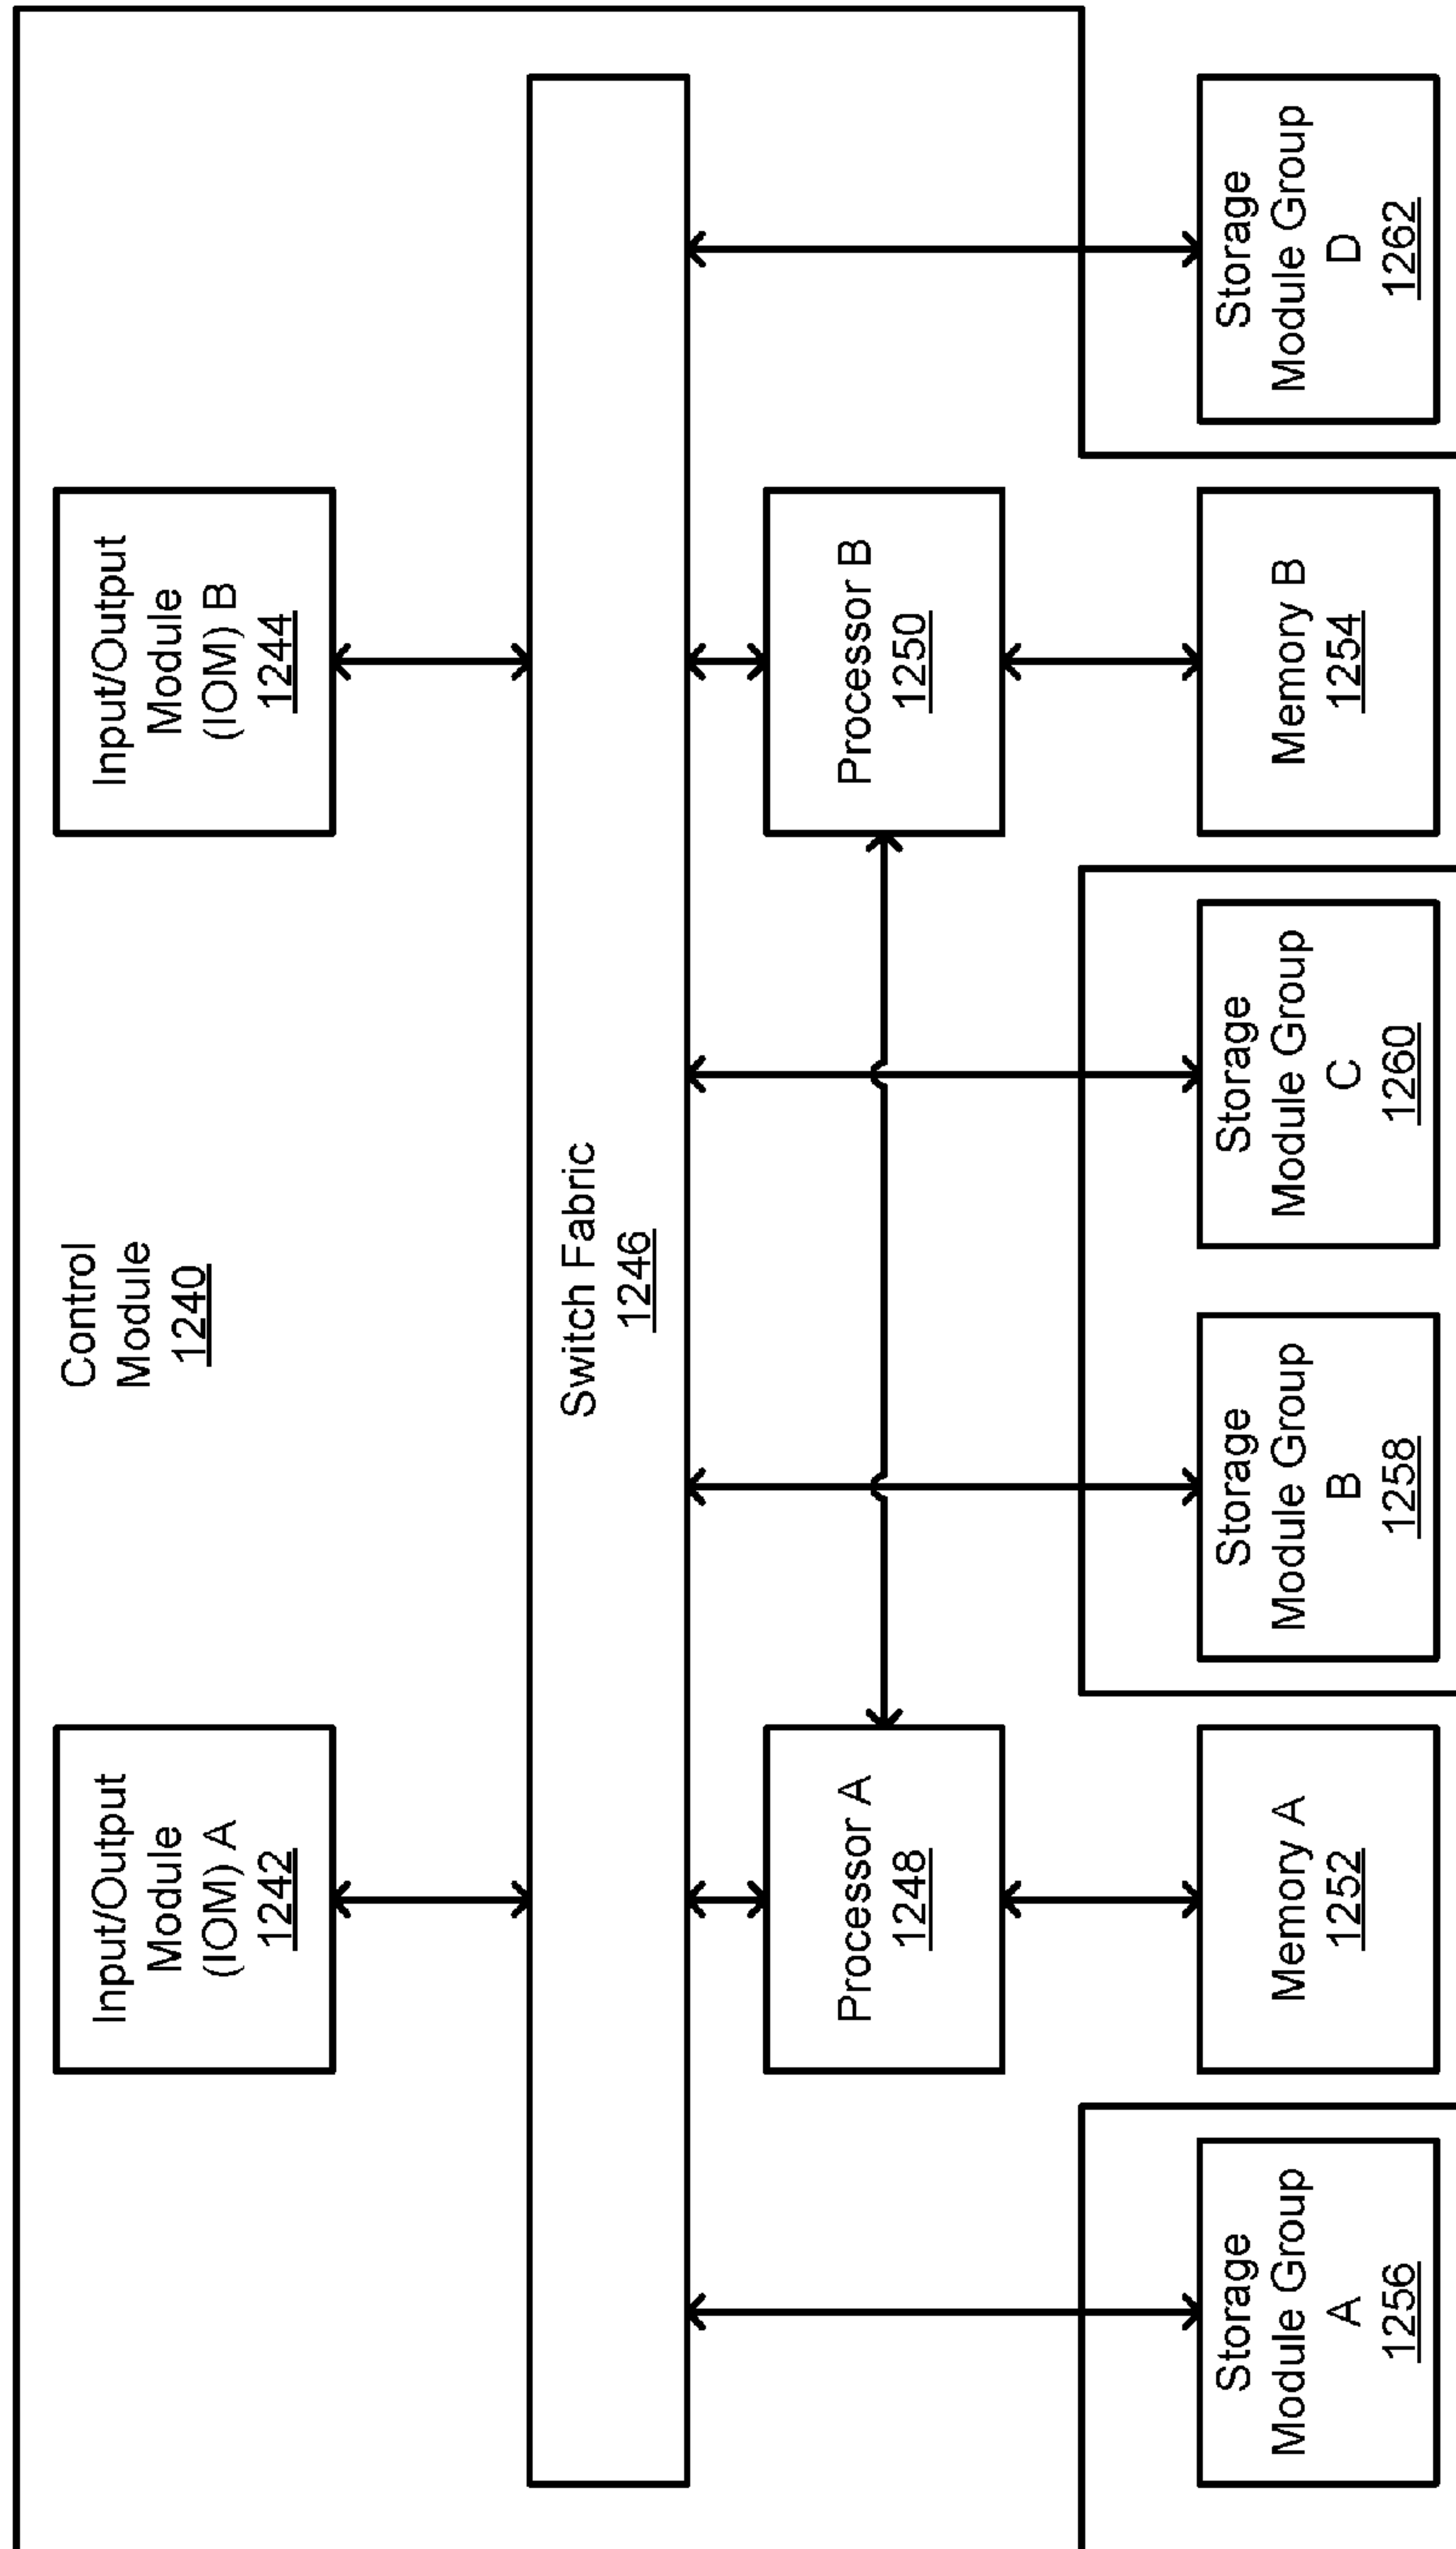 Control
Module
1240
Input/Output
Module
(IOM) A
1242
Input/Output
Module
(IOM) B
1244
Switch Fabric
1246
Processor A
1248
Processor B
1250
Storage
Module Group
A
1256
Memory A
1252
Storage
Module Group
B
1258
Storage
Module Group
C
1260
Memory B
1254
Storage
Module Group
D
1262